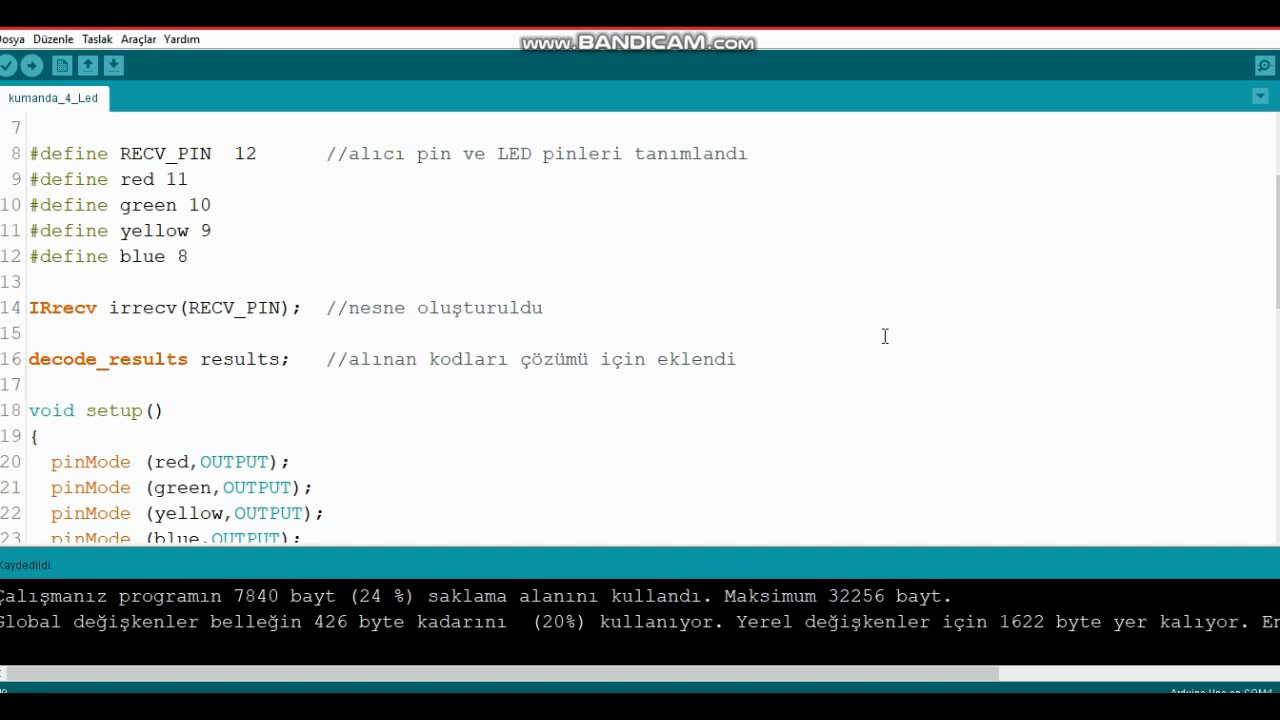 Dosya Düzenle Taslak Araçlar Yardım
www.BANDICAM.com
kumanda_4_Led
7
8 #define RECV_PIN 12 //alıcı pin ve LED pinleri tanımlandı
9 #define red 11
10 #define green 10
11 #define yellow 9
12 #define blue 8
13
14 IRrecv irrecv(RECV_PIN); //nesne oluşturuldu
15
16 decode_results results; //alınan kodları çözümü için eklendi
17
18 void setup()
19 {
20 pinMode (red,OUTPUT);
21 pinMode (green,OUTPUT);
22 pinMode (yellow,OUTPUT);
23 pinMode (blue,OUTPUT);
Kaydedildi.
Çalışmanız programın 7840 bayt (24 %) saklama alanını kullandı. Maksimum 32256 bayt.
Global değişkenler belleğin 426 byte kadarını (20%) kullanıyor. Yerel değişkenler için 1622 byte yer kalıyor. En